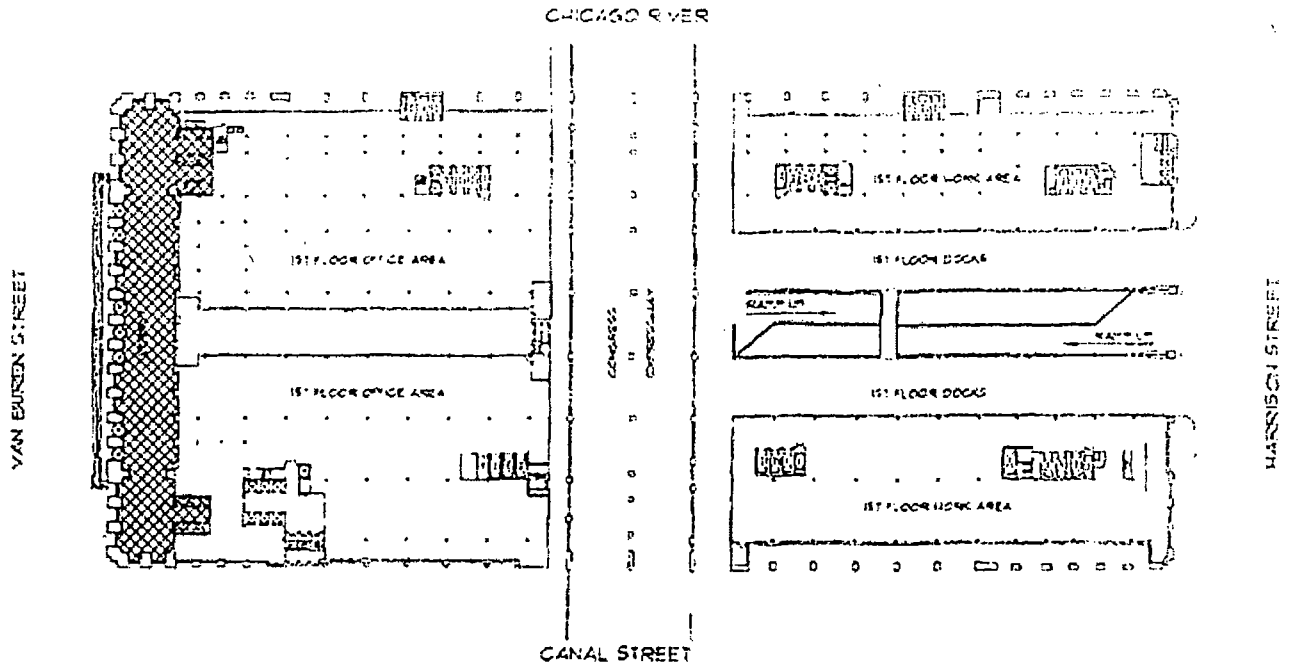 CHICAGO RIVER
1ST FLOOR WORK AREA
VAN BUREN STREET
1ST FLOOR OFFICE AREA
1ST FLOOR DOCKS
HARRISON STREET
RAMP UP
CONGRESS
EXPRESSWAY
RAMP UP
1ST FLOOR OFFICE AREA
1ST FLOOR DOCKS
1ST FLOOR WORK AREA
CANAL STREET